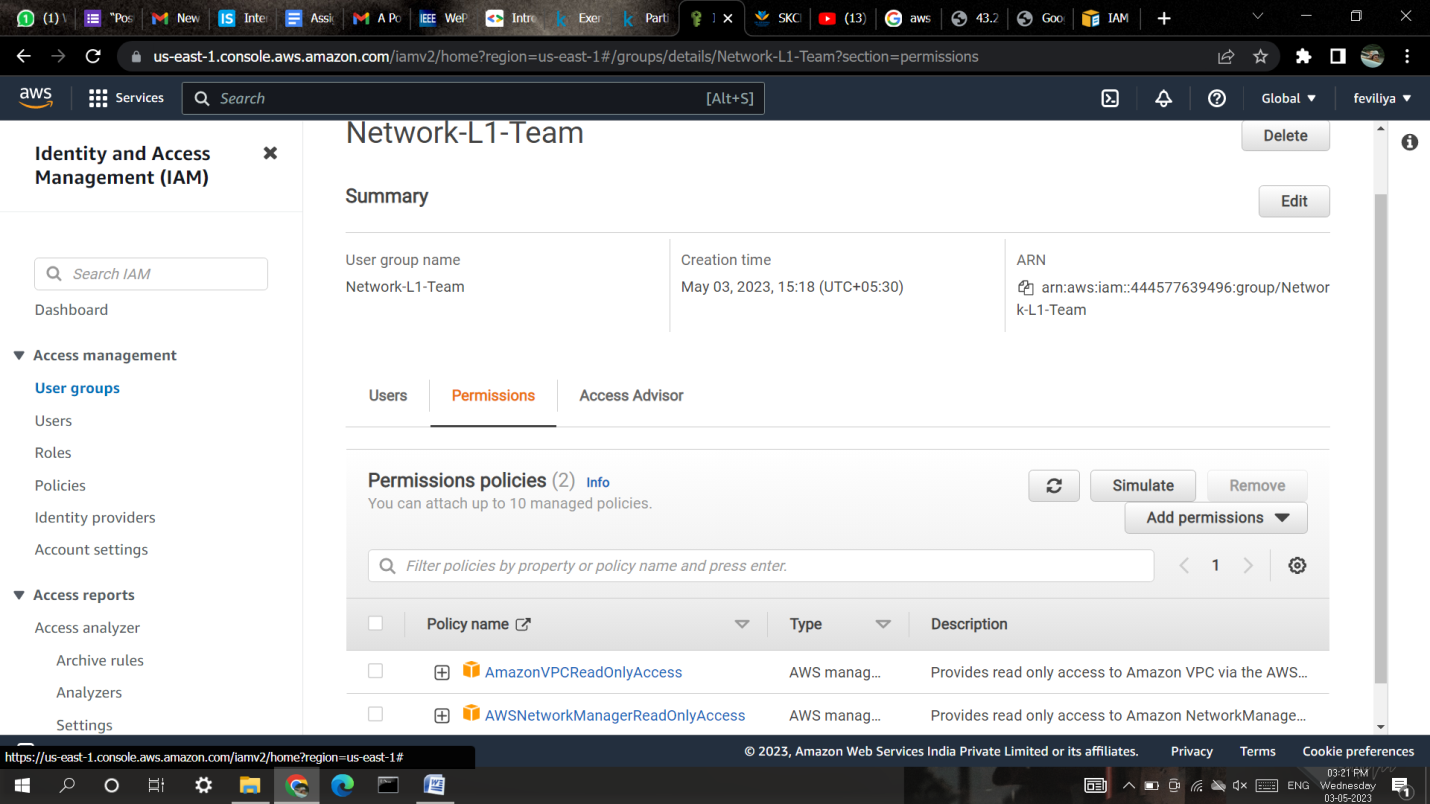 (1) \
"Pos
New
Inter
Assig
A Po
IEEE WeP
Intro
Exer
Parti
SKC
(13)
aws
43.2
Goo
IAM
us-east-1.console.aws.amazon.com/iamv2/home?region=us-east-1#/groups/details/Network-L1-Team?section=permissions
aws
Services
Search
[Alt+S]
Global
feviliya
Identity and Access
Management (IAM)
Search IAM
Dashboard
Access management
User groups
Users
Roles
Policies
Identity providers
Account settings
Access reports
Access analyzer
Archive rules
Analyzers
Settings
Network-L1-Team
Delete
Summary
Edit
User group name
Network-L1-Team
Creation time
May 03, 2023, 15:18 (UTC+05:30)
ARN
arn:aws:iam::444577639496:group/Networ
k-L1-Team
Users
Permissions
Access Advisor
Permissions policies (2) Info
You can attach up to 10 managed policies.
Simulate
Remove
Add permissions
Filter policies by property or policy name and press enter.
1
Policy name
Type
Description
AmazonVPCReadOnlyAccess
AWS manag...
Provides read only access to Amazon VPC via the AWS...
AWSNetworkManagerReadOnlyAccess
AWS manag...
Provides read only access to Amazon NetworkManage...
https://us-east-1.console.aws.amazon.com/iamv2/home?region=us-east-1#
© 2023, Amazon Web Services India Private Limited or its affiliates.
Privacy
Terms
Cookie preferences
ENG
03:21 PM
Wednesday
03-05-2023
1